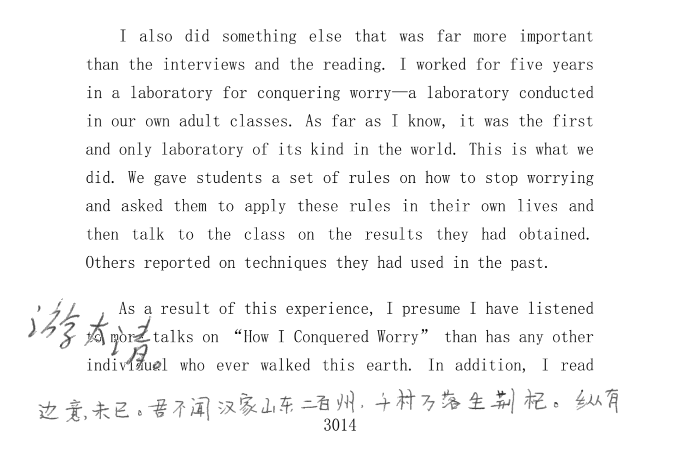 I also did something else that was far more important
than the interviews and the reading. I worked for five years
in a laboratory for conquering worry—a laboratory conducted
in our own adult classes. As far as I know, it was the first
and only laboratory of its kind in the world. This is what we
did. We gave students a set of rules on how to stop worrying
and asked them to apply these rules in their own lives and
then talk to the class on the results they had obtained.
Others reported on techniques they had used in the past.
As a result of this experience, I presume I have listened
to more talks on “How I Conquered Worry” than has any other
individual who ever walked this earth. In addition, I read
游太清。
边意未已。君不闻汉家山东二百州,千村万落生荆杞。纵有
3014